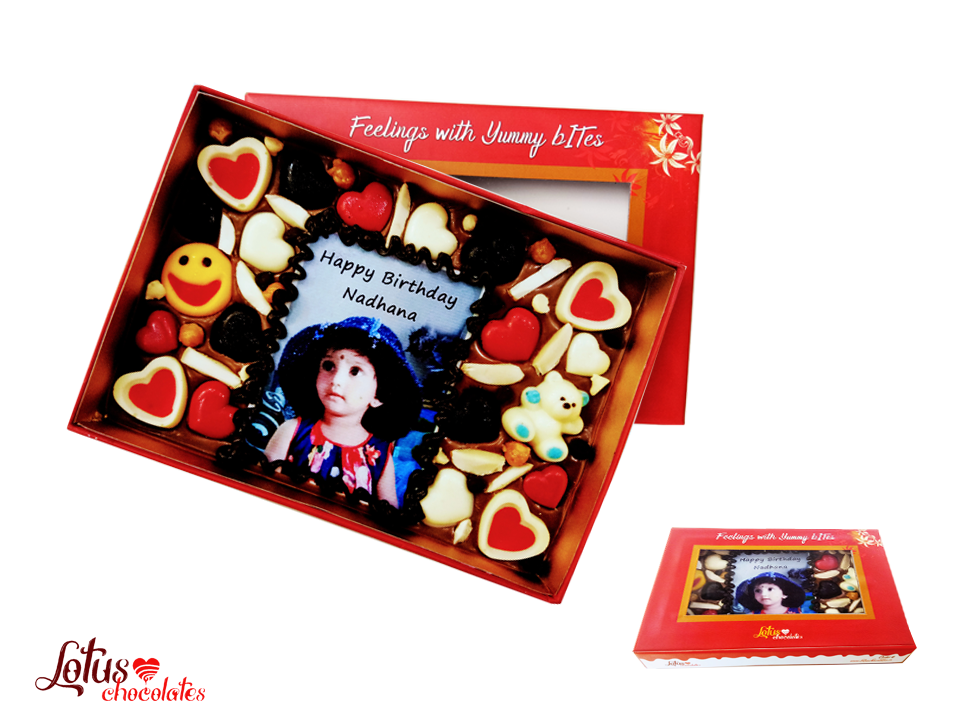 Feelings with Yummy bITes
Happy Birthday
Nadhana
Feelings with Yummy bITes
Happy Birthday
Nadhana
Lotus
chocolates
Lotus
chocolates